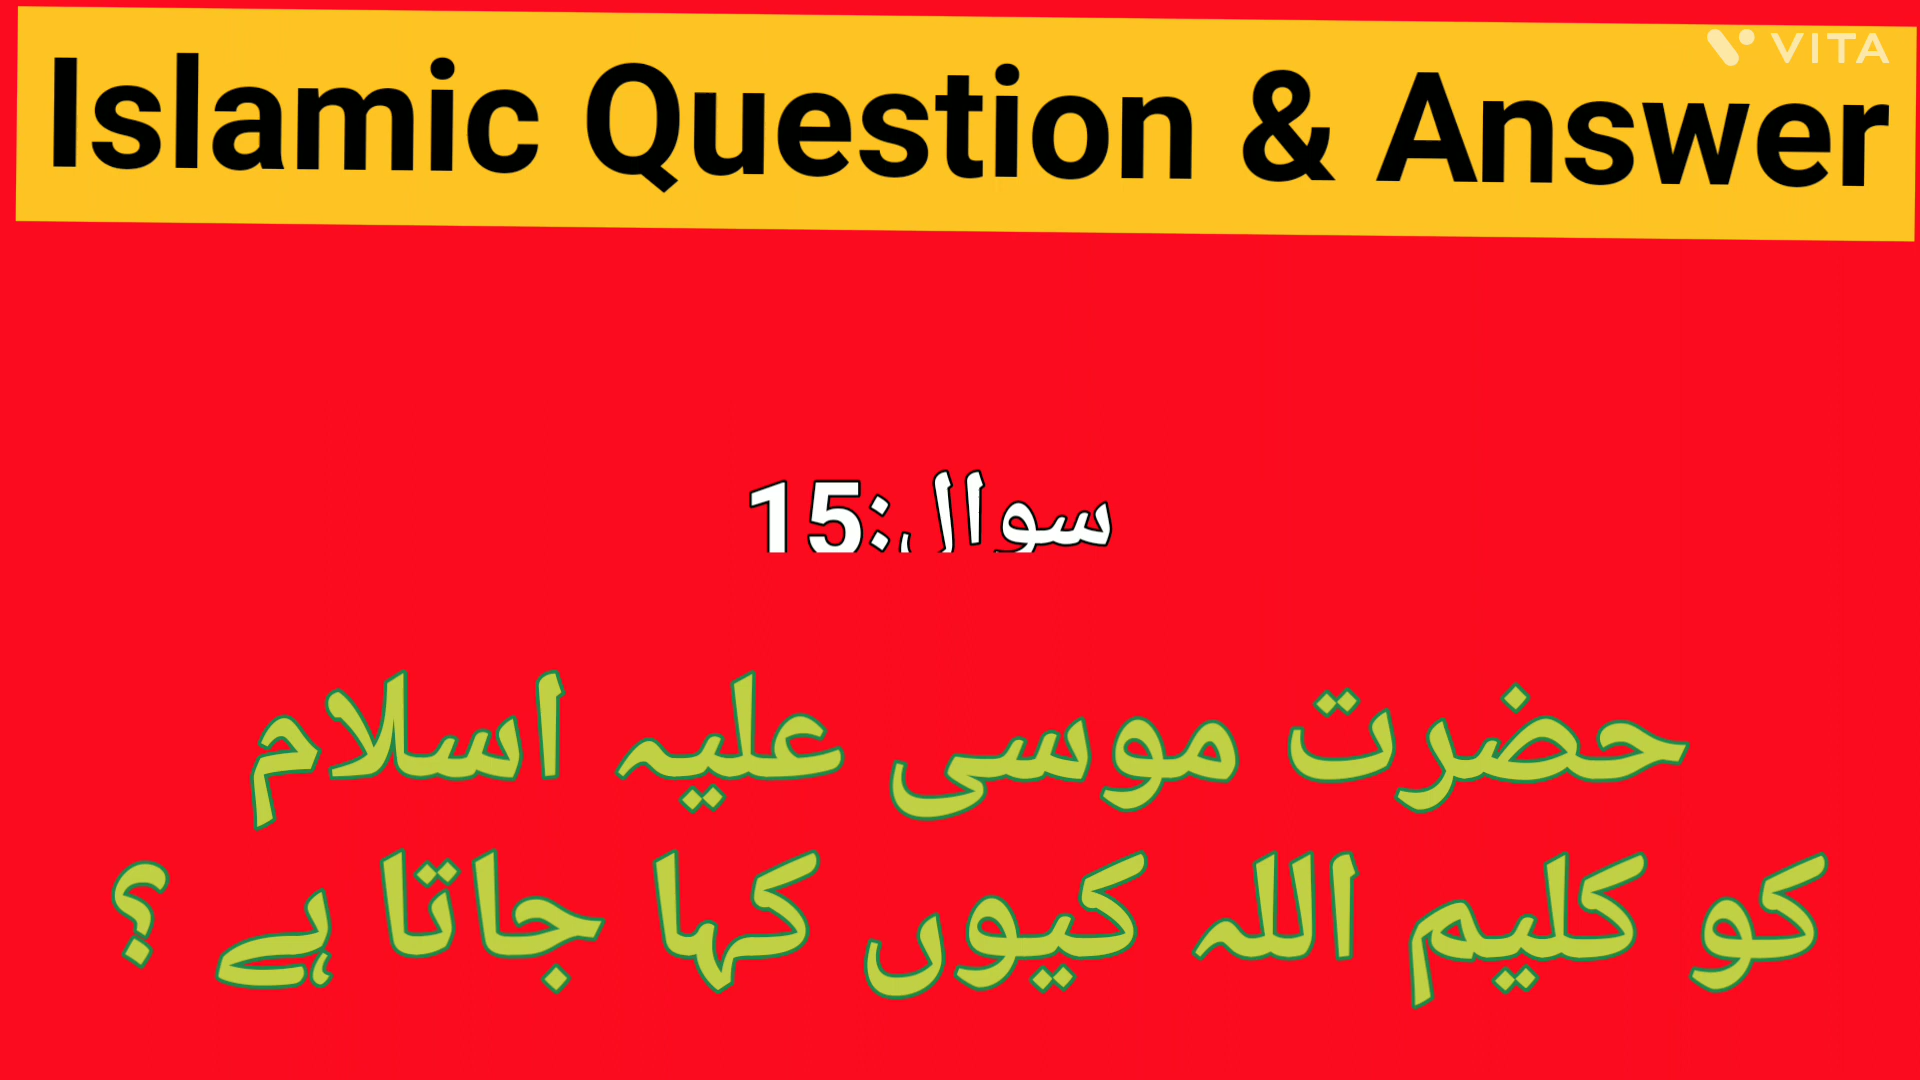 Islamic Question & Answer
VITA
سوال:15
حضرت موسی علیہ اسلام
کو کلیم اللہ کیوں کہا جاتا ہے ؟